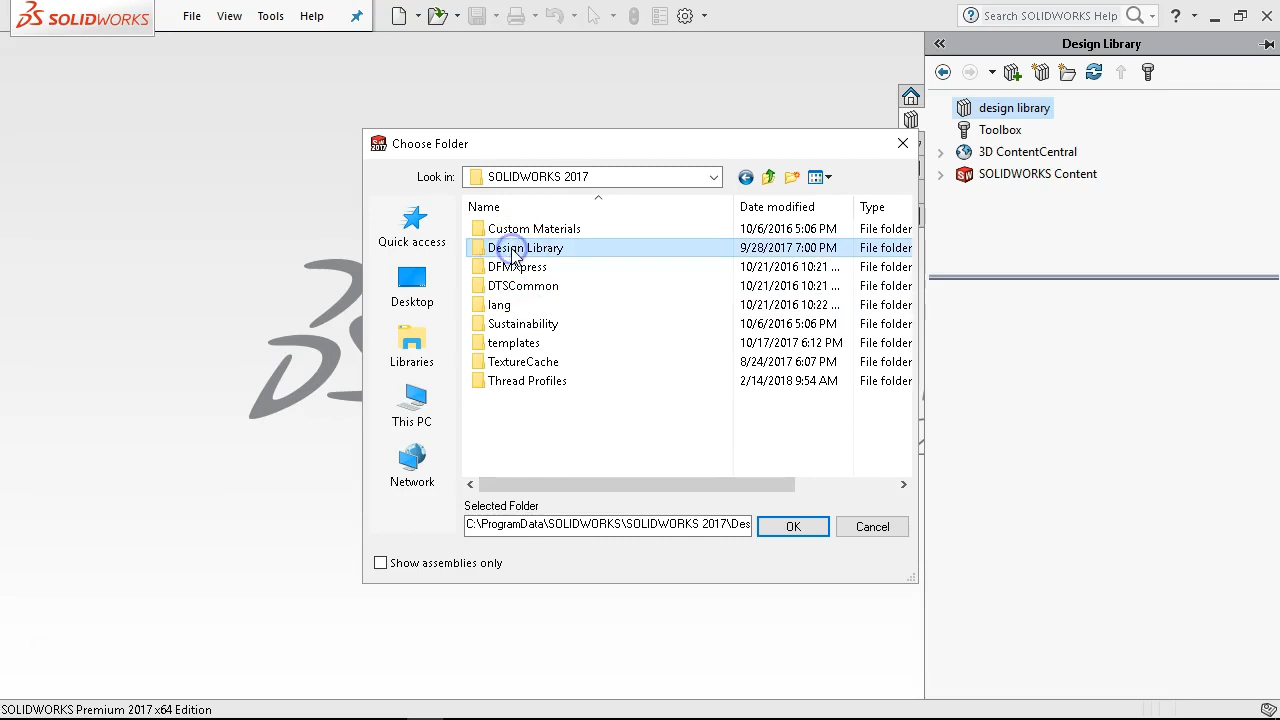 SOLIDWORKS
File View Tools Help
Search SOLIDWORKS Help
?
Design Library
design library
Toolbox
3D ContentCentral
SOLIDWORKS Content
SW 2017 Choose Folder
Look in: SOLIDWORKS 2017
Name Date modified Type
Custom Materials 10/6/2016 5:06 PM File folder
Design Library 9/28/2017 7:00 PM File folder
DFMXpress 10/21/2016 10:21 ... File folder
DTSCommon 10/21/2016 10:21 ... File folder
lang 10/21/2016 10:22 ... File folder
Sustainability 10/6/2016 5:06 PM File folder
templates 10/17/2017 6:12 PM File folder
TextureCache 8/24/2017 6:07 PM File folder
Thread Profiles 2/14/2018 9:54 AM File folder
Quick access
Desktop
Libraries
This PC
Network
Selected Folder
C:\ProgramData\SOLIDWORKS\SOLIDWORKS 2017\Des
OK Cancel
Show assemblies only
SOLIDWORKS Premium 2017 x64 Edition